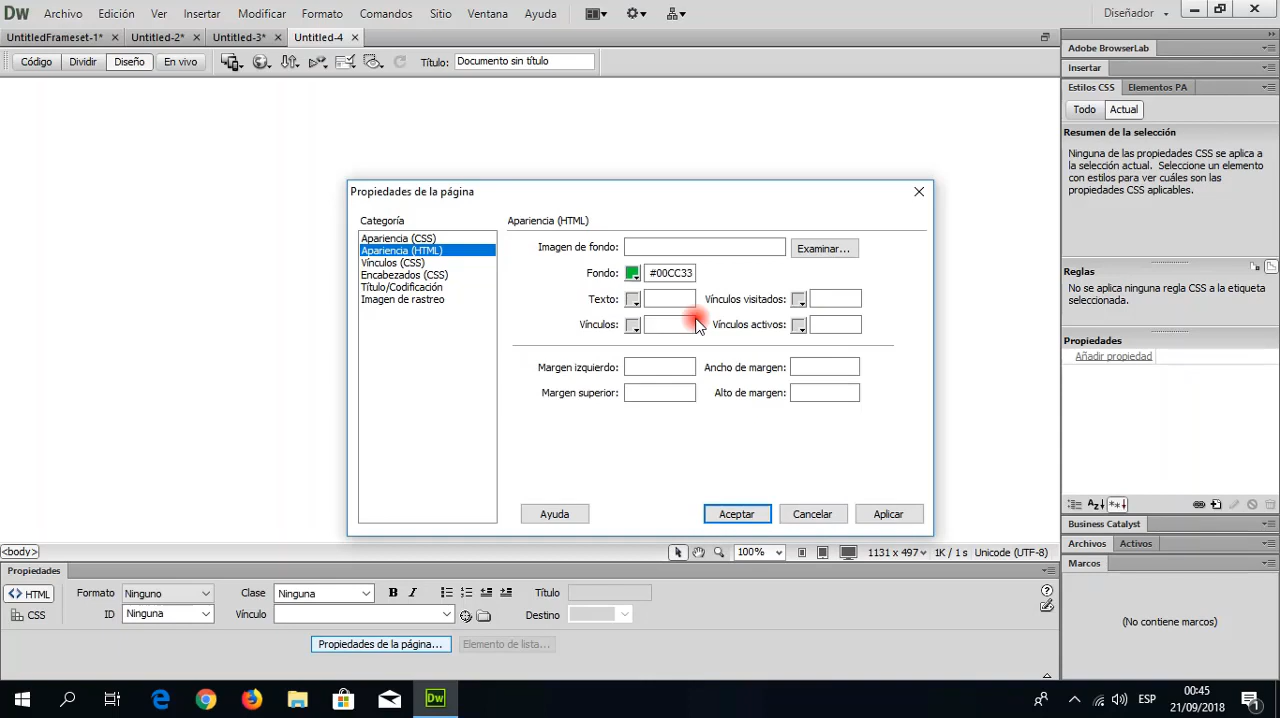 Dw Archivo Edición Ver Insertar Modificar Formato Comandos Sitio Ventana Ayuda Diseñador
UntitledFrameset-1* Untitled-2* Untitled-3* Untitled-4
Código Dividir Diseño En vivo Título: Documento sin título
Adobe BrowserLab
Insertar
Estilos CSS Elementos PA
Todo Actual
Resumen de la selección
Ninguna de las propiedades CSS se aplica a
la selección actual. Seleccione un elemento
con estilos para ver cuáles son las
propiedades CSS aplicables.
Reglas
No se aplica ninguna regla CSS a la etiqueta
seleccionada.
Propiedades
Añadir propiedad
Business Catalyst
Archivos Activos
Marcos
(No contiene marcos)
Propiedades de la página
Categoría
Apariencia (CSS)
Apariencia (HTML)
Vínculos (CSS)
Encabezados (CSS)
Título/Codificación
Imagen de rastreo
Apariencia (HTML)
Imagen de fondo: Examinar...
Fondo: #00CC33
Texto: Vínculos visitados:
Vínculos: Vínculos activos:
Margen izquierdo: Ancho de margen:
Margen superior: Alto de margen:
Ayuda Aceptar Cancelar Aplicar
<body> 100% 1131 x 497 1K / 1 s Unicode (UTF-8)
Propiedades
<> HTML Formato Ninguno Clase Ninguna B I Título
CSS ID Ninguna Vínculo Destino
Propiedades de la página... Elemento de lista...
Dw ESP 00:45
21/09/2018 1